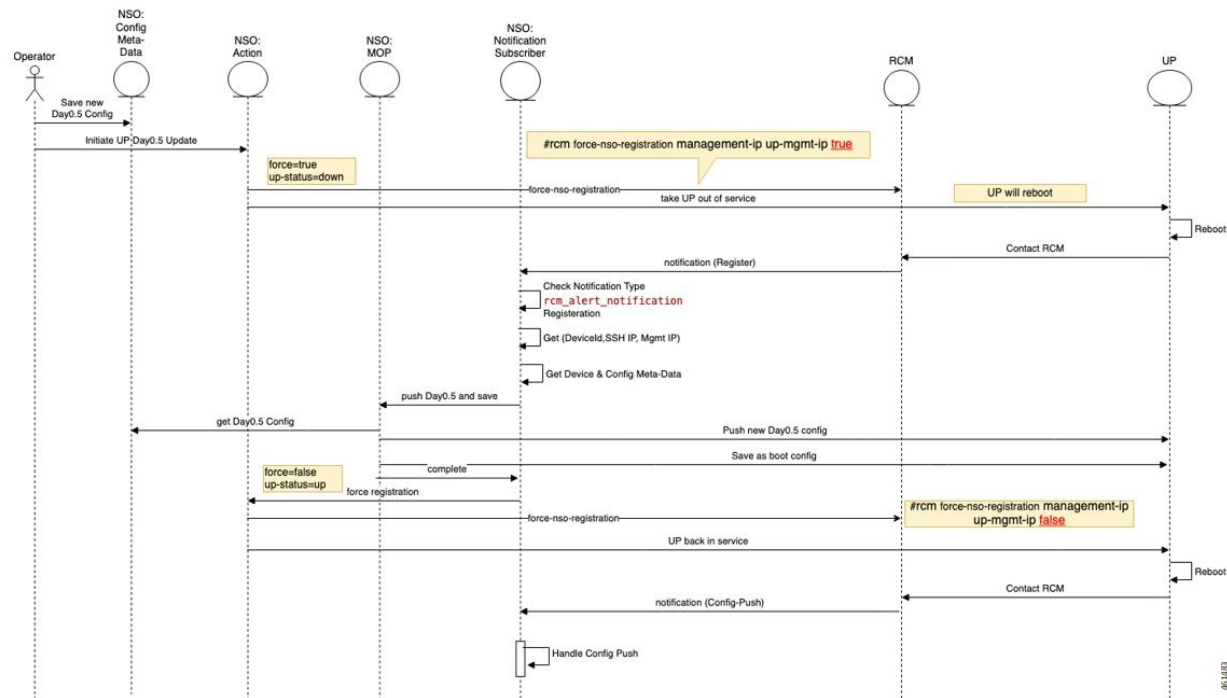 NSO:
Config
Meta-
Data
NSO:
Action
NSO:
MOP
NSO:
Notification
Subscriber
Operator
RCM
UP
Save new
Day0.5 Config
Initiate UP Day0.5 Update
#rcm force-nso-registration management-ip up-mgmt-ip true
force=true
up-status=down
force-nso-registration
take UP out of service
UP will reboot
Reboot
Contact RCM
notification (Register)
Check Notification Type
rcm_alert_notification
Registeration
Get (DeviceId,SSH IP, Mgmt IP)
Get Device & Config Meta-Data
push Day0.5 and save
get Day0.5 Config
Push new Day0.5 config
Save as boot config
complete
force=false
up-status=up
force registration
force-nso-registration
#rcm force-nso-registration management-ip
up-mgmt-ip false
UP back in service
Reboot
Contact RCM
notification (Config-Push)
Handle Config Push
461483